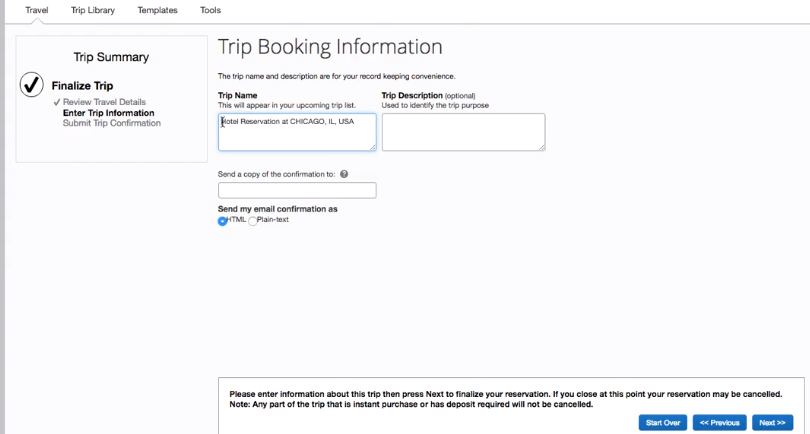 Travel Trip Library Templates Tools
Trip Summary
Finalize Trip
Review Travel Details
Enter Trip Information
Submit Trip Confirmation
Trip Booking Information
The trip name and description are for your record keeping convenience.
Trip Name
This will appear in your upcoming trip list.
Hotel Reservation at CHICAGO, IL, USA
Trip Description (optional)
Used to identify the trip purpose
Send a copy of the confirmation to: ?
Send my email confirmation as
HTML Plain-text
Please enter information about this trip then press Next to finalize your reservation. If you close at this point your reservation may be cancelled.
Note: Any part of the trip that is instant purchase or has deposit required will not be cancelled.
Start Over << Previous Next >>